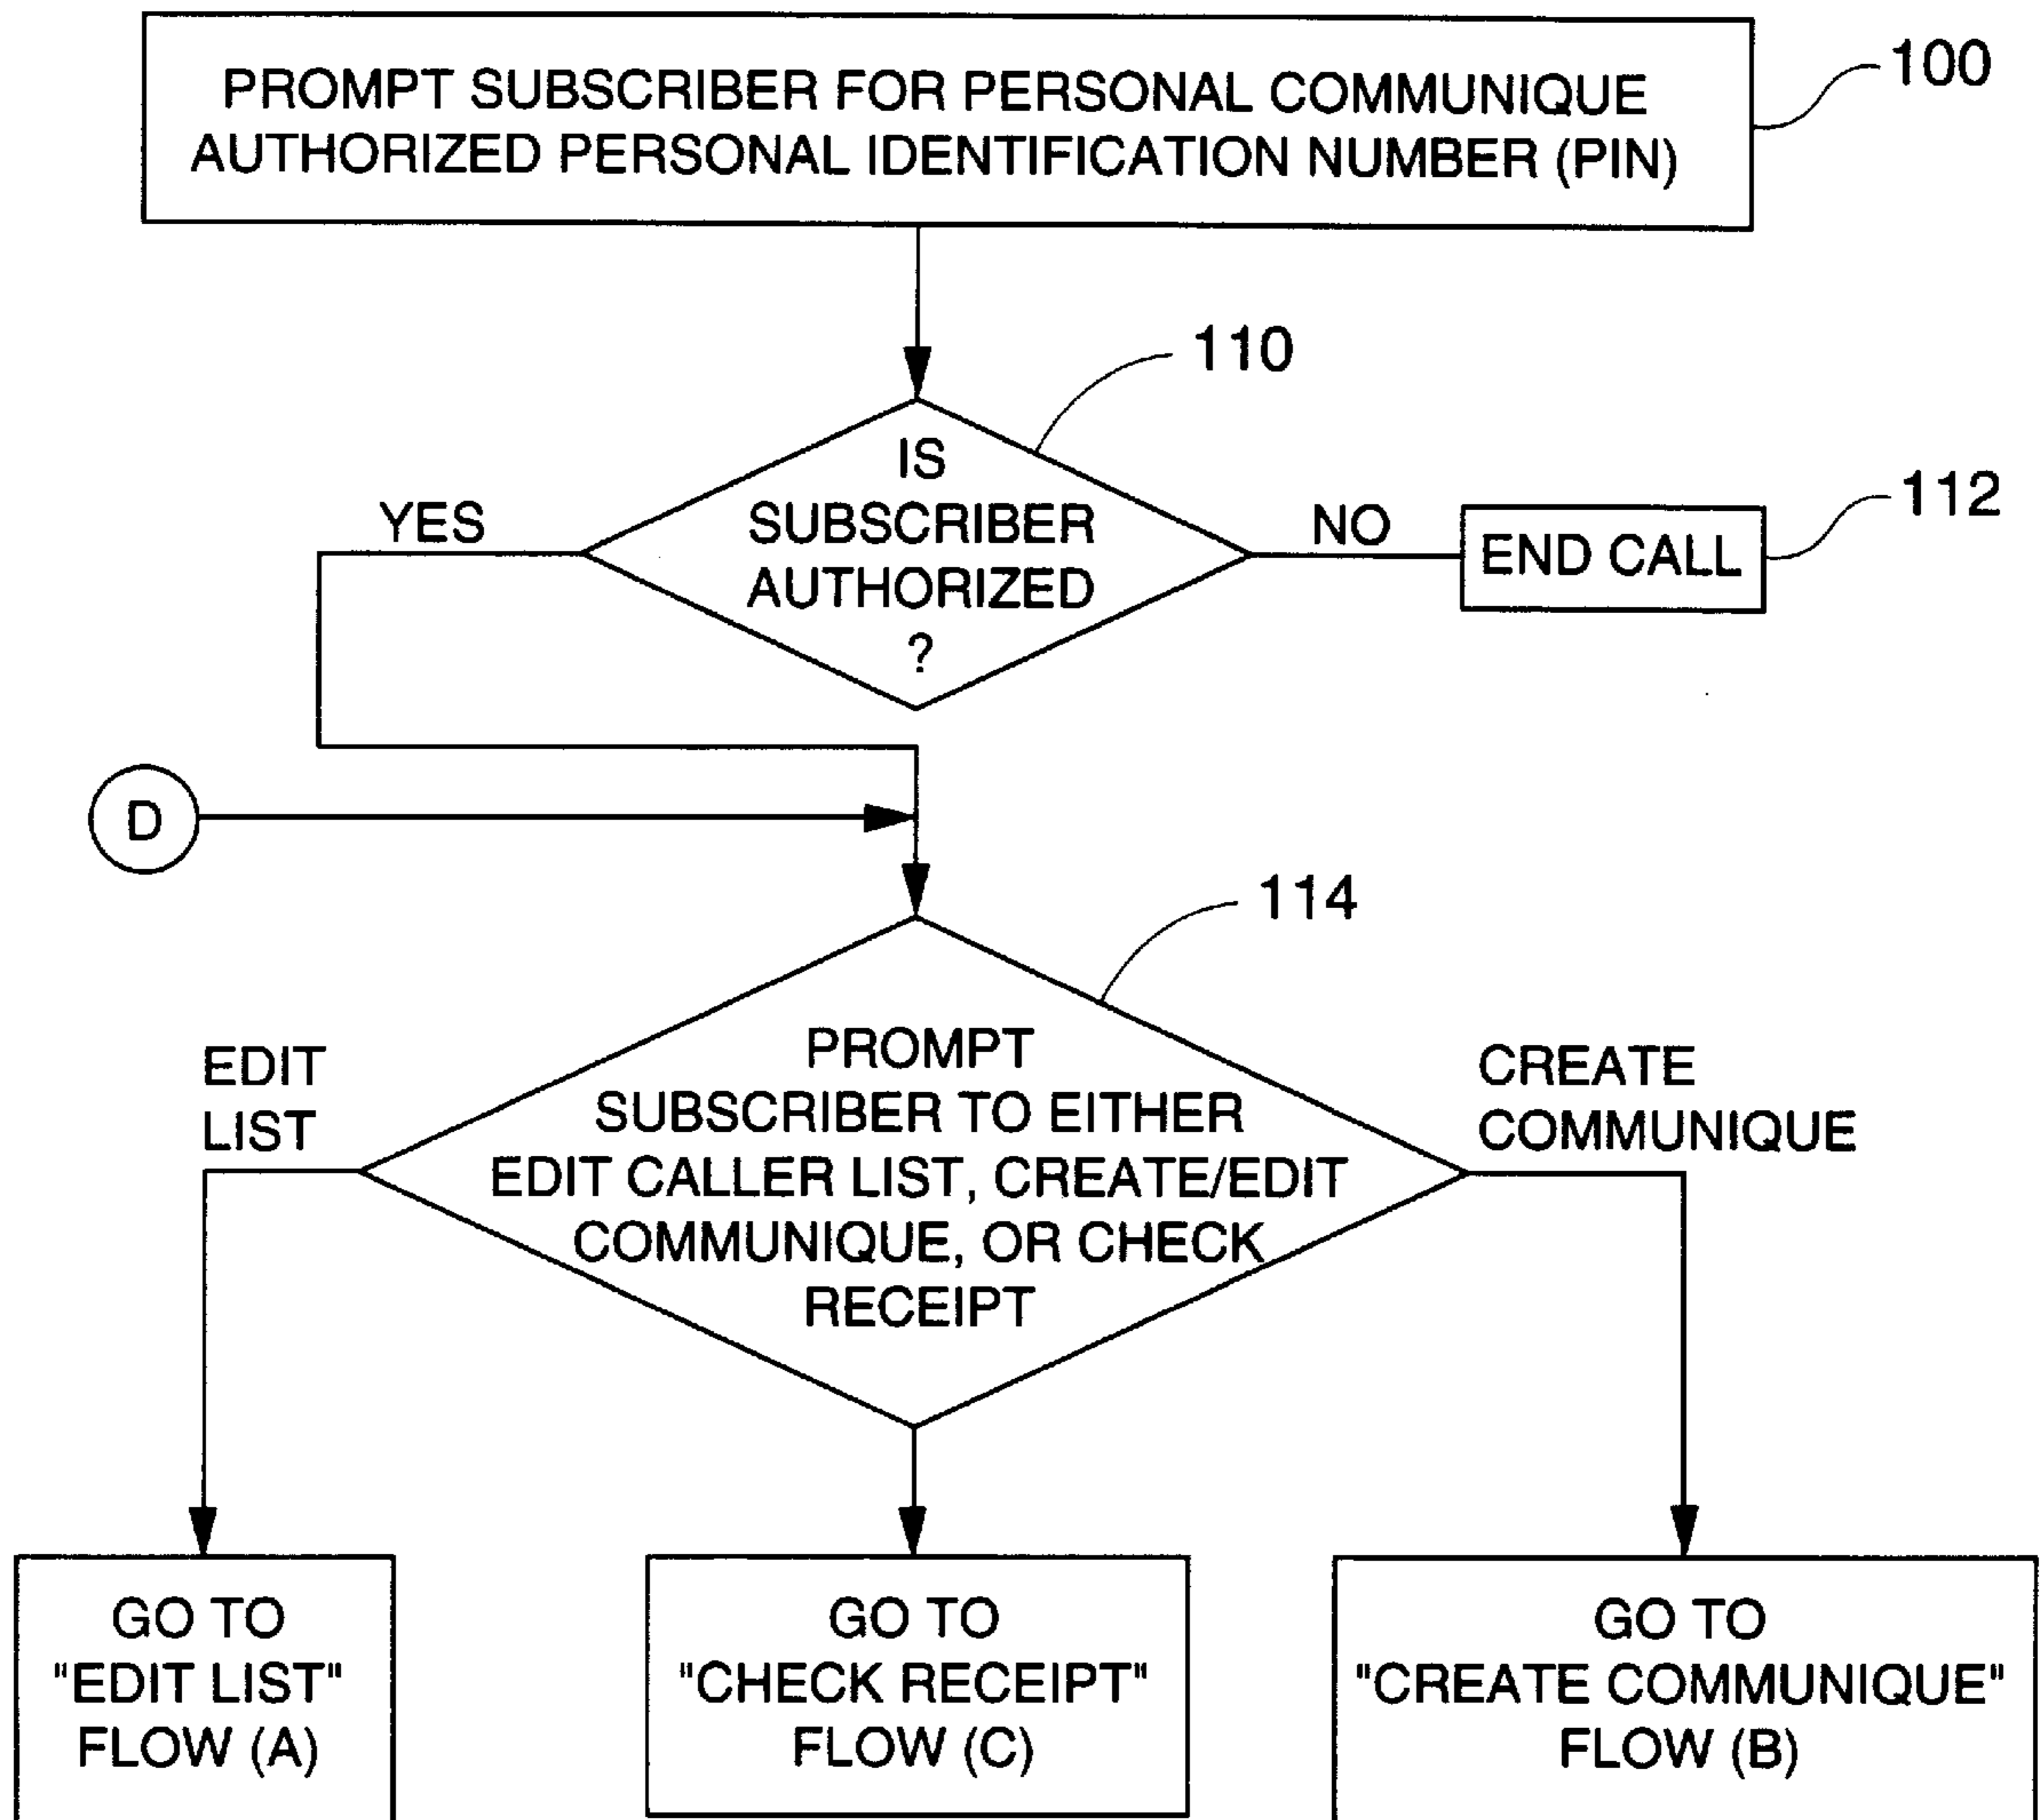 PROMPT SUBSCRIBER FOR PERSONAL COMMUNIQUE
AUTHORIZED PERSONAL IDENTIFICATION NUMBER (PIN)
100
110
IS
SUBSCRIBER
AUTHORIZED
?
YES
NO
END CALL
112
D
114
PROMPT
SUBSCRIBER TO EITHER
EDIT CALLER LIST, CREATE/EDIT
COMMUNIQUE, OR CHECK
RECEIPT
EDIT
LIST
CREATE
COMMUNIQUE
GO TO
"EDIT LIST"
FLOW (A)
GO TO
"CHECK RECEIPT"
FLOW (C)
GO TO
"CREATE COMMUNIQUE"
FLOW (B)